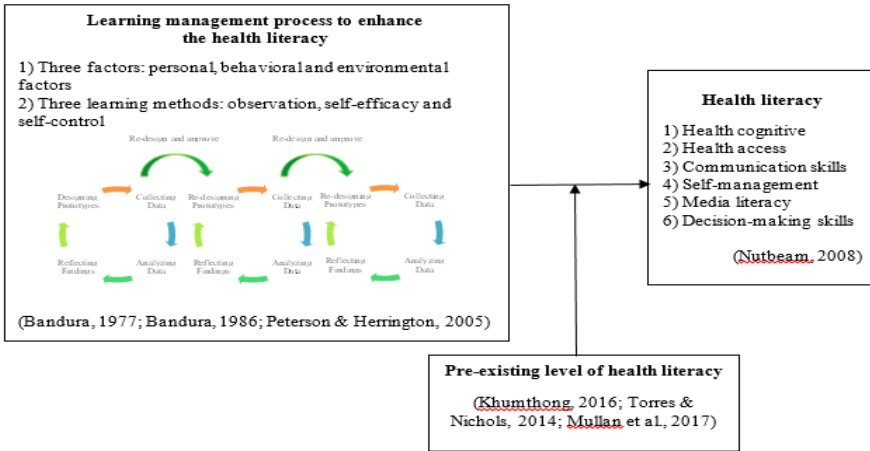 Learning management process to enhance
the health literacy
1) Three factors: personal, behavioral and environmental
factors
2) Three learning methods: observation, self-efficacy and
self-control
Re-design and improve
Re-design and improve
Designing
Prototypes
Collecting
Data
Re-designing
Prototypes
Collecting
Data
Re-designing
Prototypes
Collecting
Data
Reflecting
Findings
Analyzing
Data
Reflecting
Findings
Analyzing
Data
Reflecting
Findings
Analyzing
Data
(Bandura, 1977; Bandura, 1986; Peterson & Herrington, 2005)
Health literacy
1) Health cognitive
2) Health access
3) Communication skills
4) Self-management
5) Media literacy
6) Decision-making skills
(Nutbeam, 2008)
Pre-existing level of health literacy
(Khumthong, 2016; Torres &
Nichols, 2014; Mullan et al., 2017)